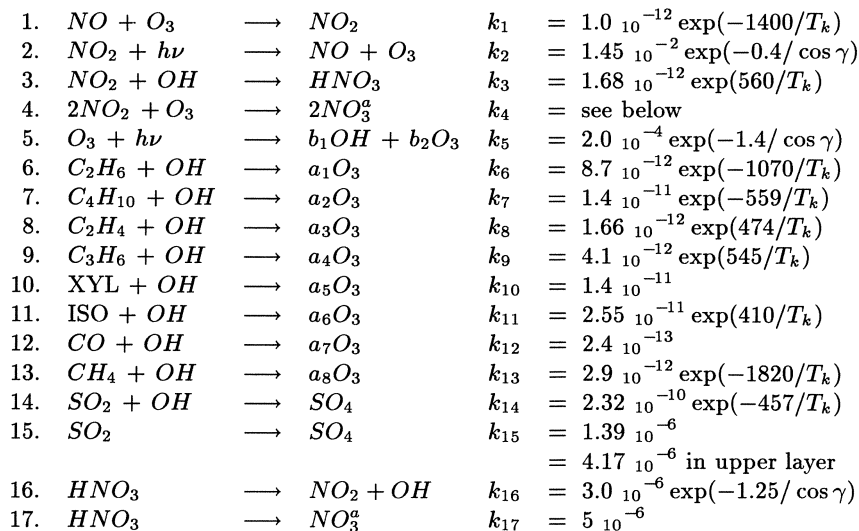 1. NO + O₃ ⟶ NO₂ k₁ = 1.0 ₁₀⁻¹² exp(−1400/Tₖ)
2. NO₂ + hν ⟶ NO + O₃ k₂ = 1.45 ₁₀⁻² exp(−0.4/ cos γ)
3. NO₂ + OH ⟶ HNO₃ k₃ = 1.68 ₁₀⁻¹² exp(560/Tₖ)
4. 2NO₂ + O₃ ⟶ 2NO₃ᵃ k₄ = see below
5. O₃ + hν ⟶ b₁OH + b₂O₃ k₅ = 2.0 ₁₀⁻⁴ exp(−1.4/ cos γ)
6. C₂H₆ + OH ⟶ a₁O₃ k₆ = 8.7 ₁₀⁻¹² exp(−1070/Tₖ)
7. C₄H₁₀ + OH ⟶ a₂O₃ k₇ = 1.4 ₁₀⁻¹¹ exp(−559/Tₖ)
8. C₂H₄ + OH ⟶ a₃O₃ k₈ = 1.66 ₁₀⁻¹² exp(474/Tₖ)
9. C₃H₆ + OH ⟶ a₄O₃ k₉ = 4.1 ₁₀⁻¹² exp(545/Tₖ)
10. XYL + OH ⟶ a₅O₃ k₁₀ = 1.4 ₁₀⁻¹¹
11. ISO + OH ⟶ a₆O₃ k₁₁ = 2.55 ₁₀⁻¹¹ exp(410/Tₖ)
12. CO + OH ⟶ a₇O₃ k₁₂ = 2.4 ₁₀⁻¹³
13. CH₄ + OH ⟶ a₈O₃ k₁₃ = 2.9 ₁₀⁻¹² exp(−1820/Tₖ)
14. SO₂ + OH ⟶ SO₄ k₁₄ = 2.32 ₁₀⁻¹⁰ exp(−457/Tₖ)
15. SO₂ ⟶ SO₄ k₁₅ = 1.39 ₁₀⁻⁶
= 4.17 ₁₀⁻⁶ in upper layer
16. HNO₃ ⟶ NO₂ + OH k₁₆ = 3.0 ₁₀⁻⁶ exp(−1.25/ cos γ)
17. HNO₃ ⟶ NO₃ᵃ k₁₇ = 5 ₁₀⁻⁶